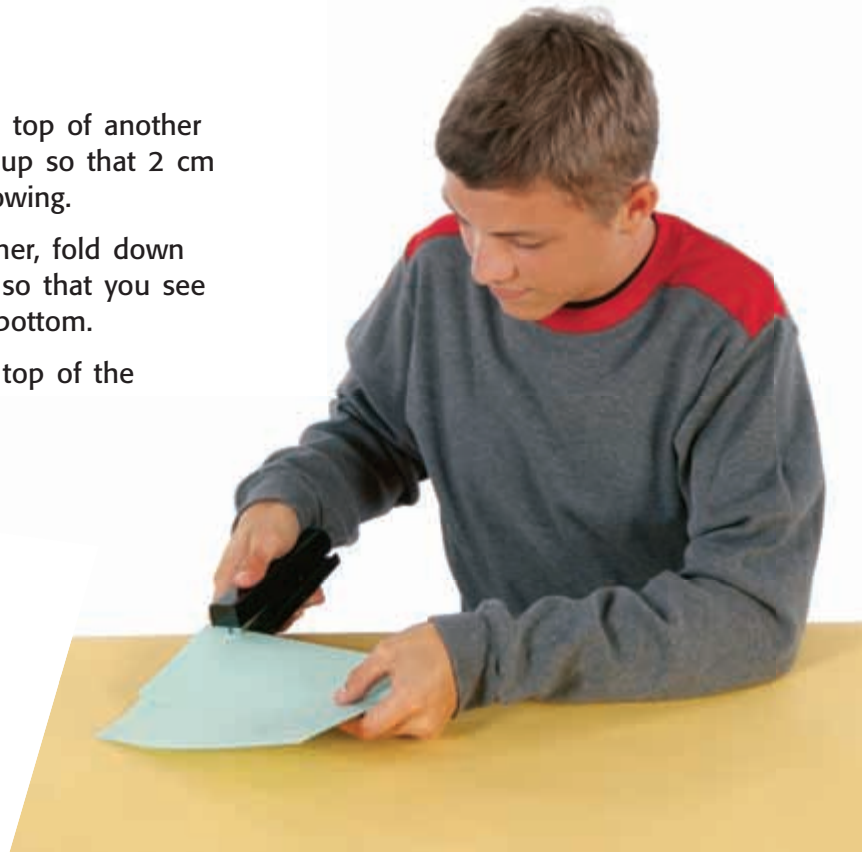 top of another
up so that 2 cm
owing.
her, fold down
so that you see
bottom.
top of the